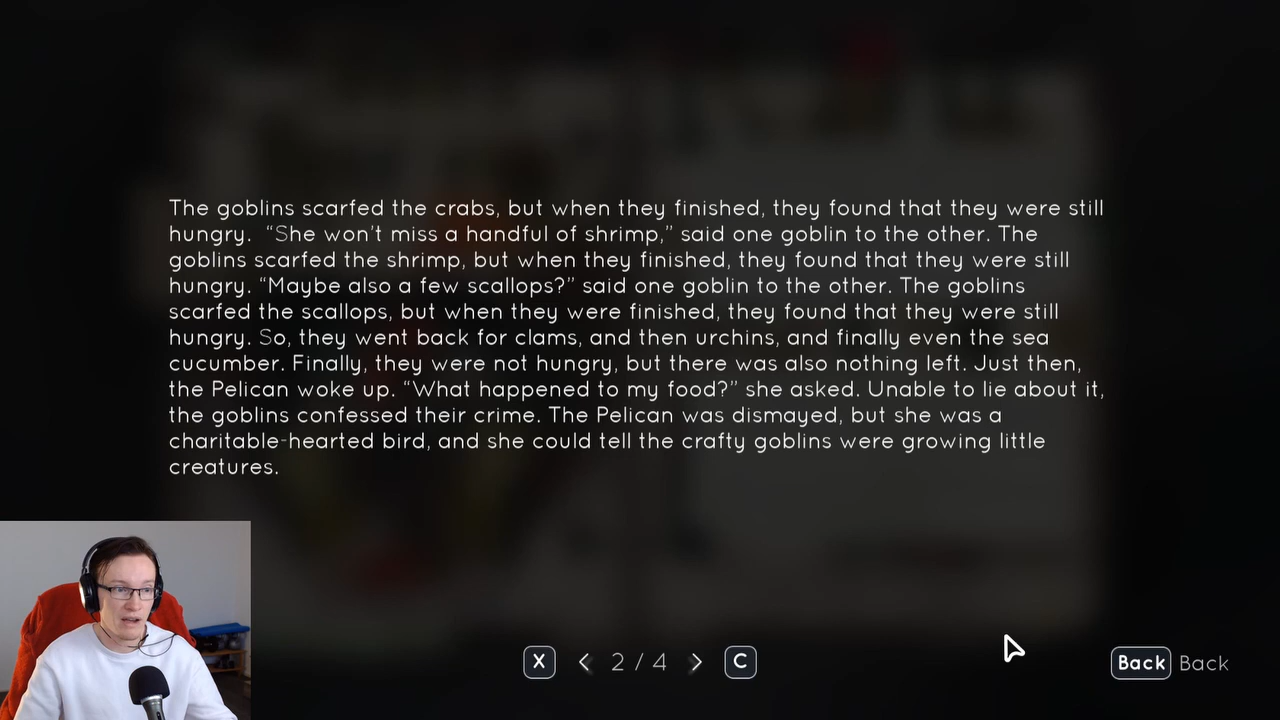 The goblins scarfed the crabs, but when they finished, they found that they were still
hungry.  “She won’t miss a handful of shrimp,” said one goblin to the other. The
goblins scarfed the shrimp, but when they finished, they found that they were still
hungry. “Maybe also a few scallops?” said one goblin to the other. The goblins
scarfed the scallops, but when they were finished, they found that they were still
hungry. So, they went back for clams, and then urchins, and finally even the sea
cucumber. Finally, they were not hungry, but there was also nothing left. Just then,
the Pelican woke up. “What happened to my food?” she asked. Unable to lie about it,
the goblins confessed their crime. The Pelican was dismayed, but she was a
charitable-hearted bird, and she could tell the crafty goblins were growing little
creatures.
X < 2 / 4 > C
Back Back